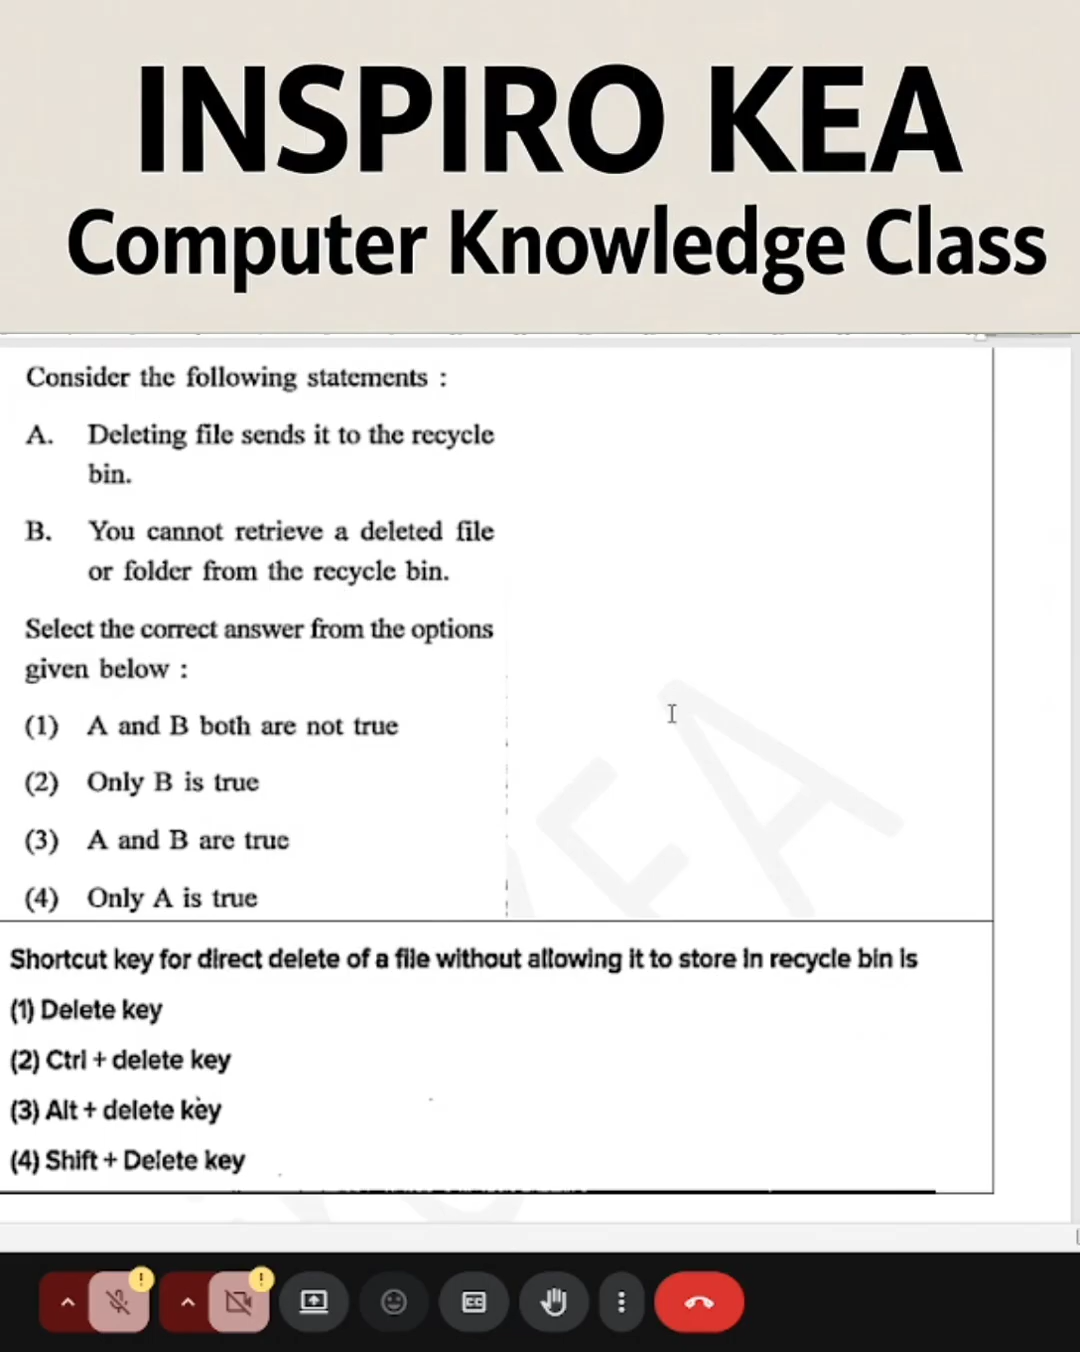 INSPIRO KEA
Computer Knowledge Class
Consider the following statements :
A. Deleting file sends it to the recycle
bin.
B. You cannot retrieve a deleted file
or folder from the recycle bin.
Select the correct answer from the options
given below :
(1) A and B both are not true
(2) Only B is true
(3) A and B are true
(4) Only A is true
Shortcut key for direct delete of a file without allowing it to store in recycle bin is
(1) Delete key
(2) Ctrl + delete key
(3) Alt + delete key
(4) Shift + Delete key